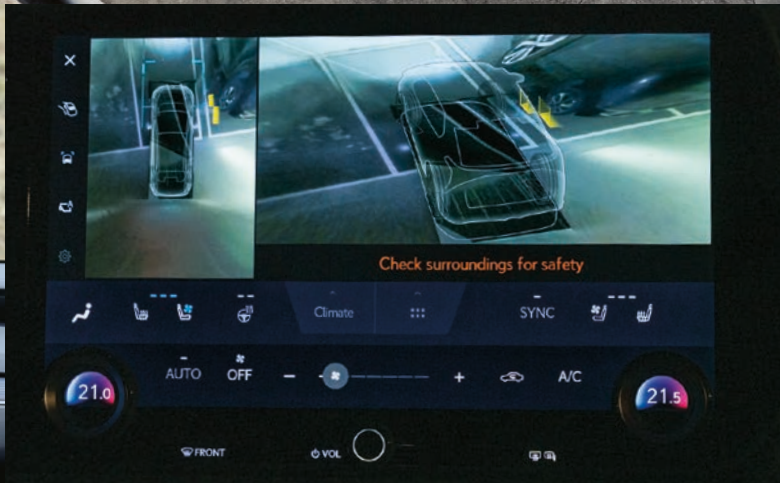 Check surroundings for safety
Climate
SYNC
AUTO
OFF
A/C
21.0
21.5
FRONT
VOL